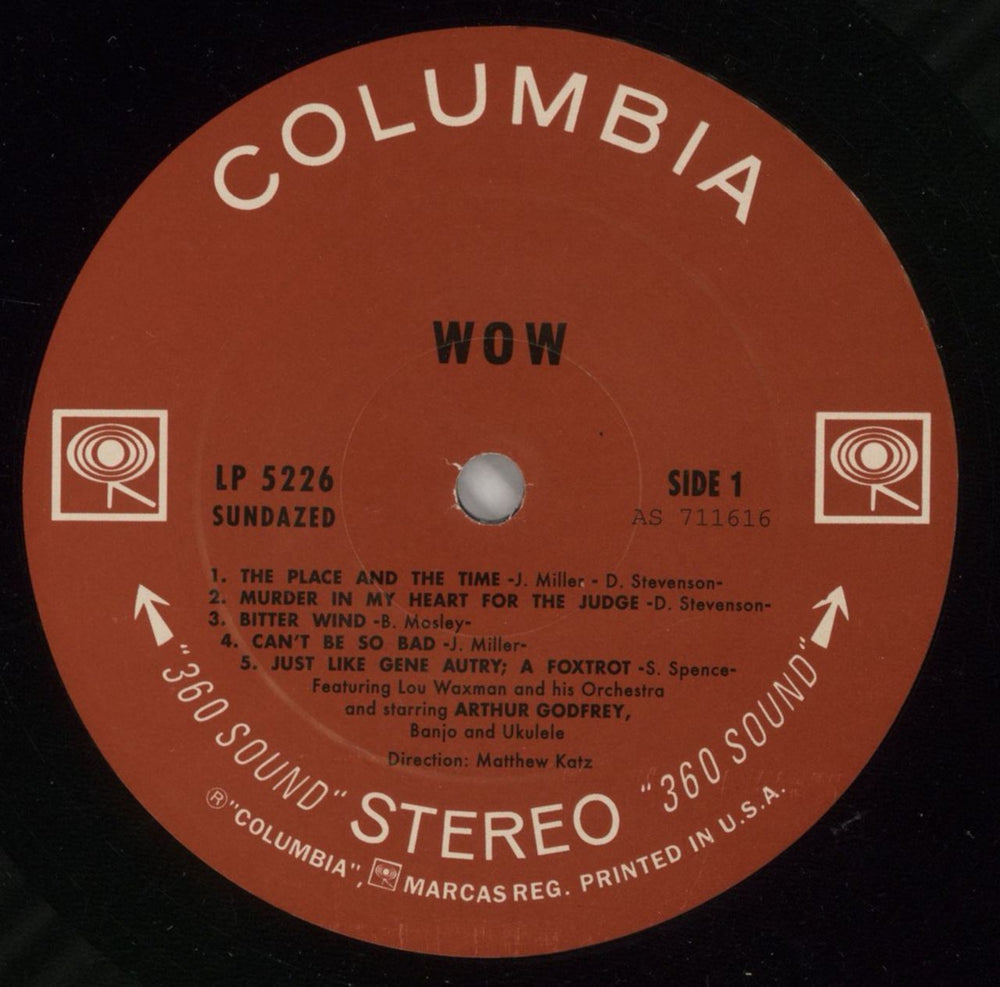 COLUMBIA
WOW
LP 5226
SUNDAZED
SIDE 1
AS 711616
1. THE PLACE AND THE TIME -J. Miller - D. Stevenson-
2. MURDER IN MY HEART FOR THE JUDGE -D. Stevenson-
3. BITTER WIND -B. Mosley-
4. CAN'T BE SO BAD -J. Miller-
5. JUST LIKE GENE AUTRY; A FOXTROT -S. Spence-
Featuring Lou Waxman and his Orchestra
and starring ARTHUR GODFREY,
Banjo and Ukulele
Direction: Matthew Katz
"360 SOUND" STEREO "360 SOUND"
Ⓡ "COLUMBIA", MARCAS REG. PRINTED IN U.S.A.